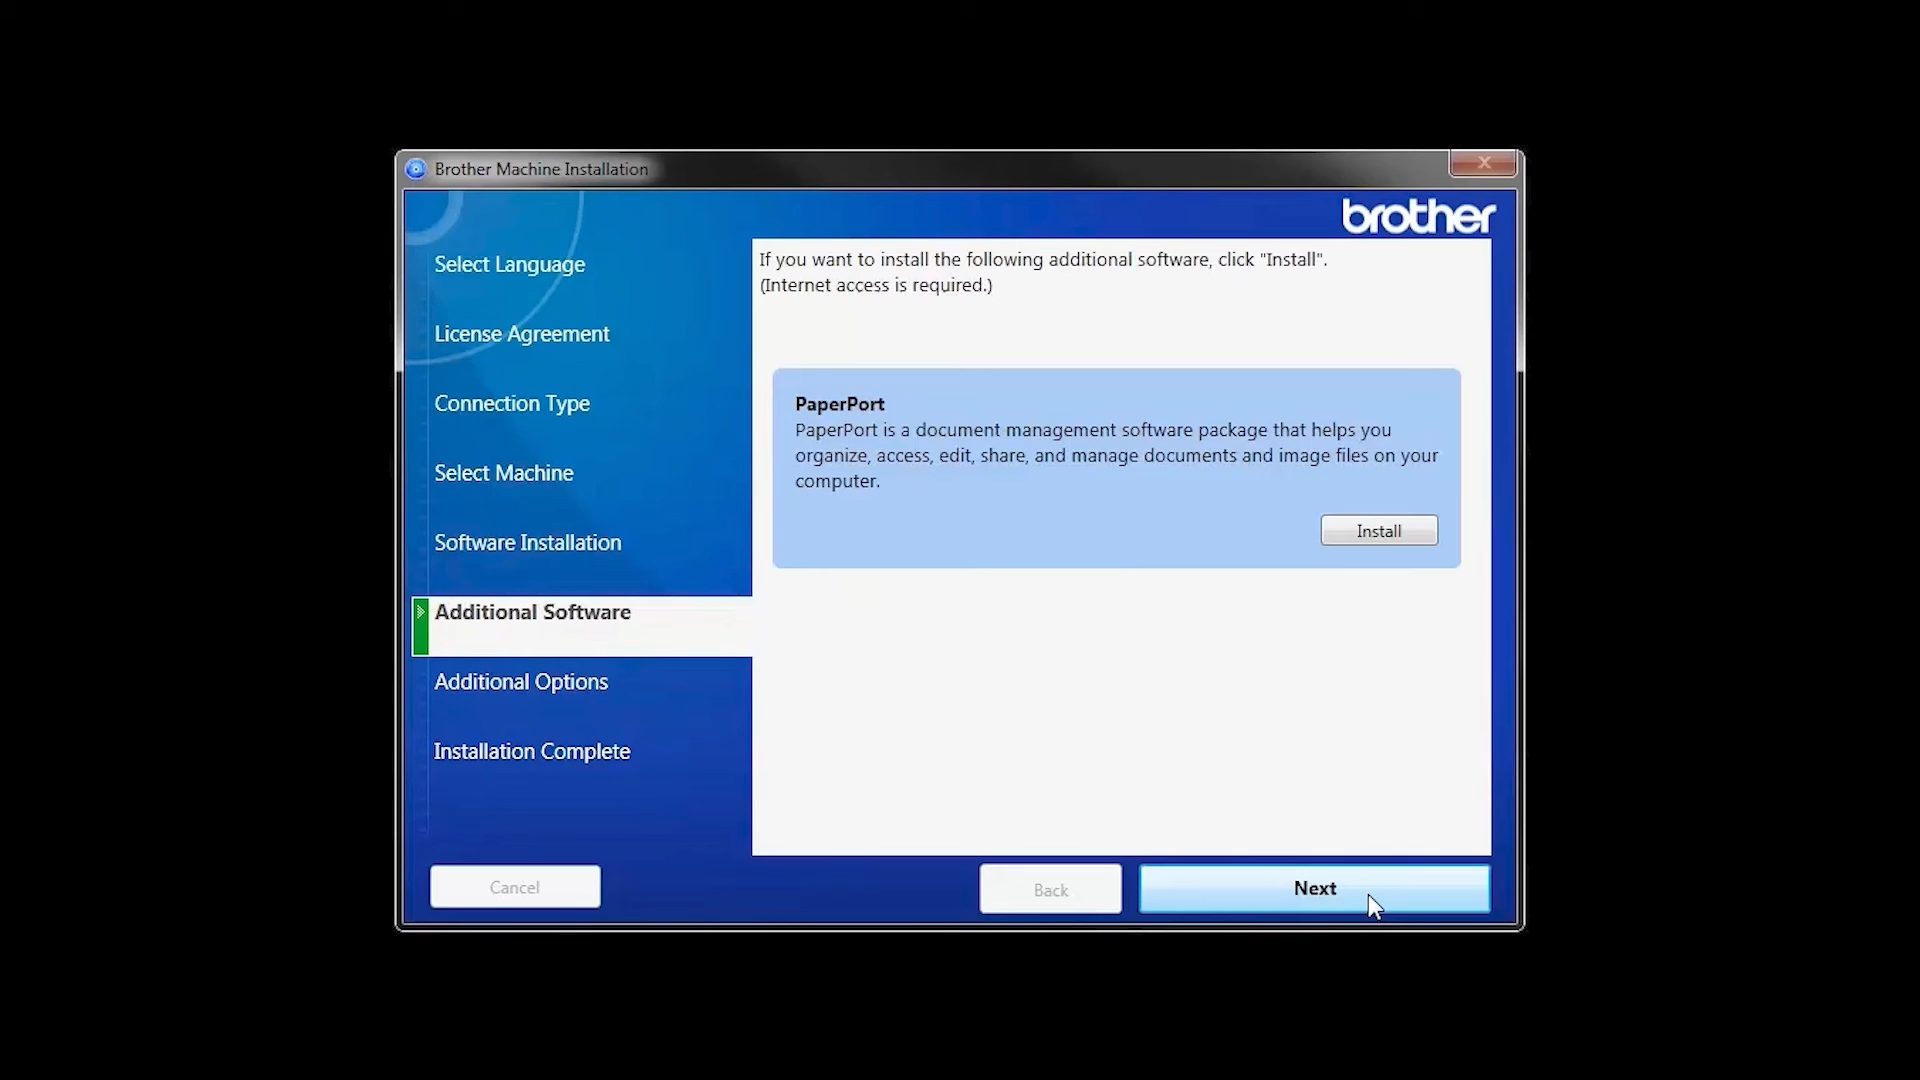 Brother Machine Installation
X
brother
Select Language
License Agreement
Connection Type
Select Machine
Software Installation
Additional Software
Additional Options
Installation Complete
If you want to install the following additional software, click "Install".
(Internet access is required.)
PaperPort
PaperPort is a document management software package that helps you
organize, access, edit, share, and manage documents and image files on your
computer.
Install
Cancel
Back
Next